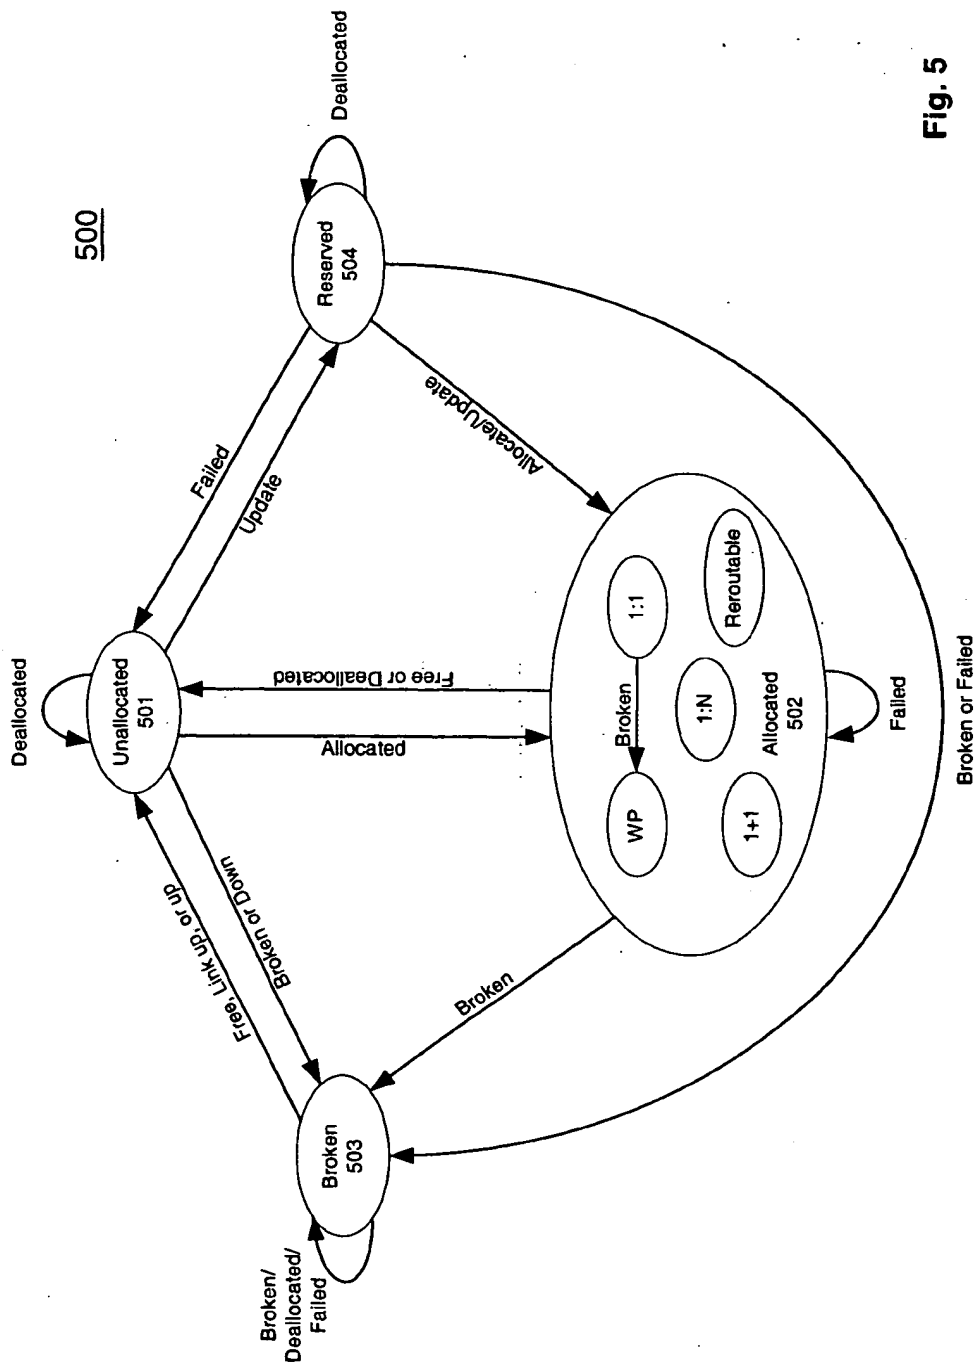 500
Deallocated
Unallocated
501
Deallocated
Reserved
504
Failed
Update
Free, Link up, or up
Broken or Down
Free or Deallocated
Allocated
Allocate/Update
Broken
503
Broken/
Deallocated/
Failed
Broken
WP
Broken
1:1
1:N
1+1
Reroutable
Allocated
502
Failed
Broken or Failed
Fig. 5